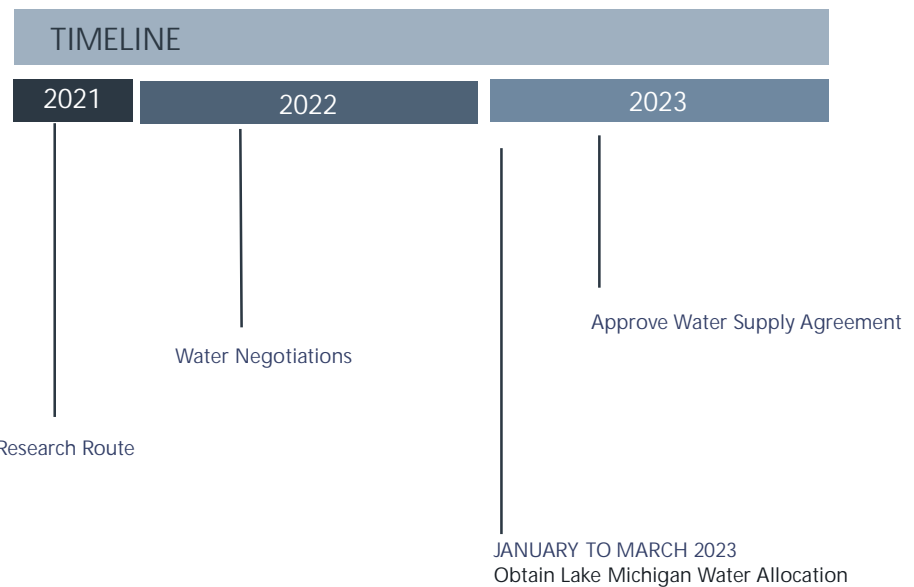 TIMELINE
2021
2022
2023
Approve Water Supply Agreement
Water Negotiations
Research Route
JANUARY TO MARCH 2023
Obtain Lake Michigan Water Allocation